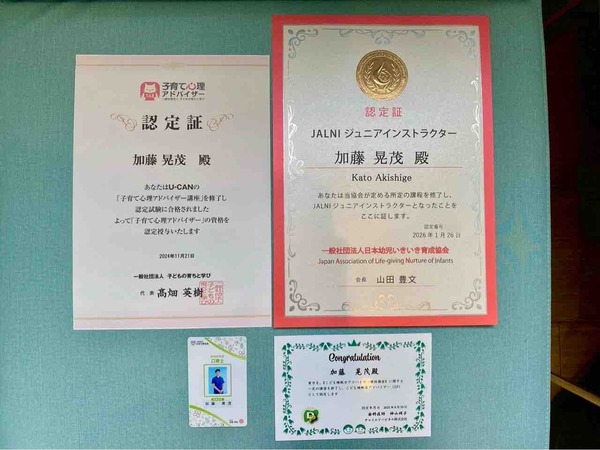 子育て心理
アドバイザー
認定証
加藤 晃茂 殿
あなたはU-CANの
「子育て心理アドバイザー講座」を修了し
認定試験に合格されました
よって「子育て心理アドバイザー」の資格を
認定授与いたします
2024年11月21日
一般社団法人 子どもの育ちと学び
代表 高畑 英樹
認定証
JALNI ジュニアインストラクター
加藤 晃茂 殿
Kato Akishige
あなたは当協会が定める所定の課程を修了し、
JALNIジュニアインストラクターとなったことを
ここに証します。
認定番号
2026年1月26日
一般社団法人日本幼児いきいき育成協会
Japan Association of Life-giving Nurture of Infants
会長 山田 豊文
Congratulation
加藤 晃茂殿